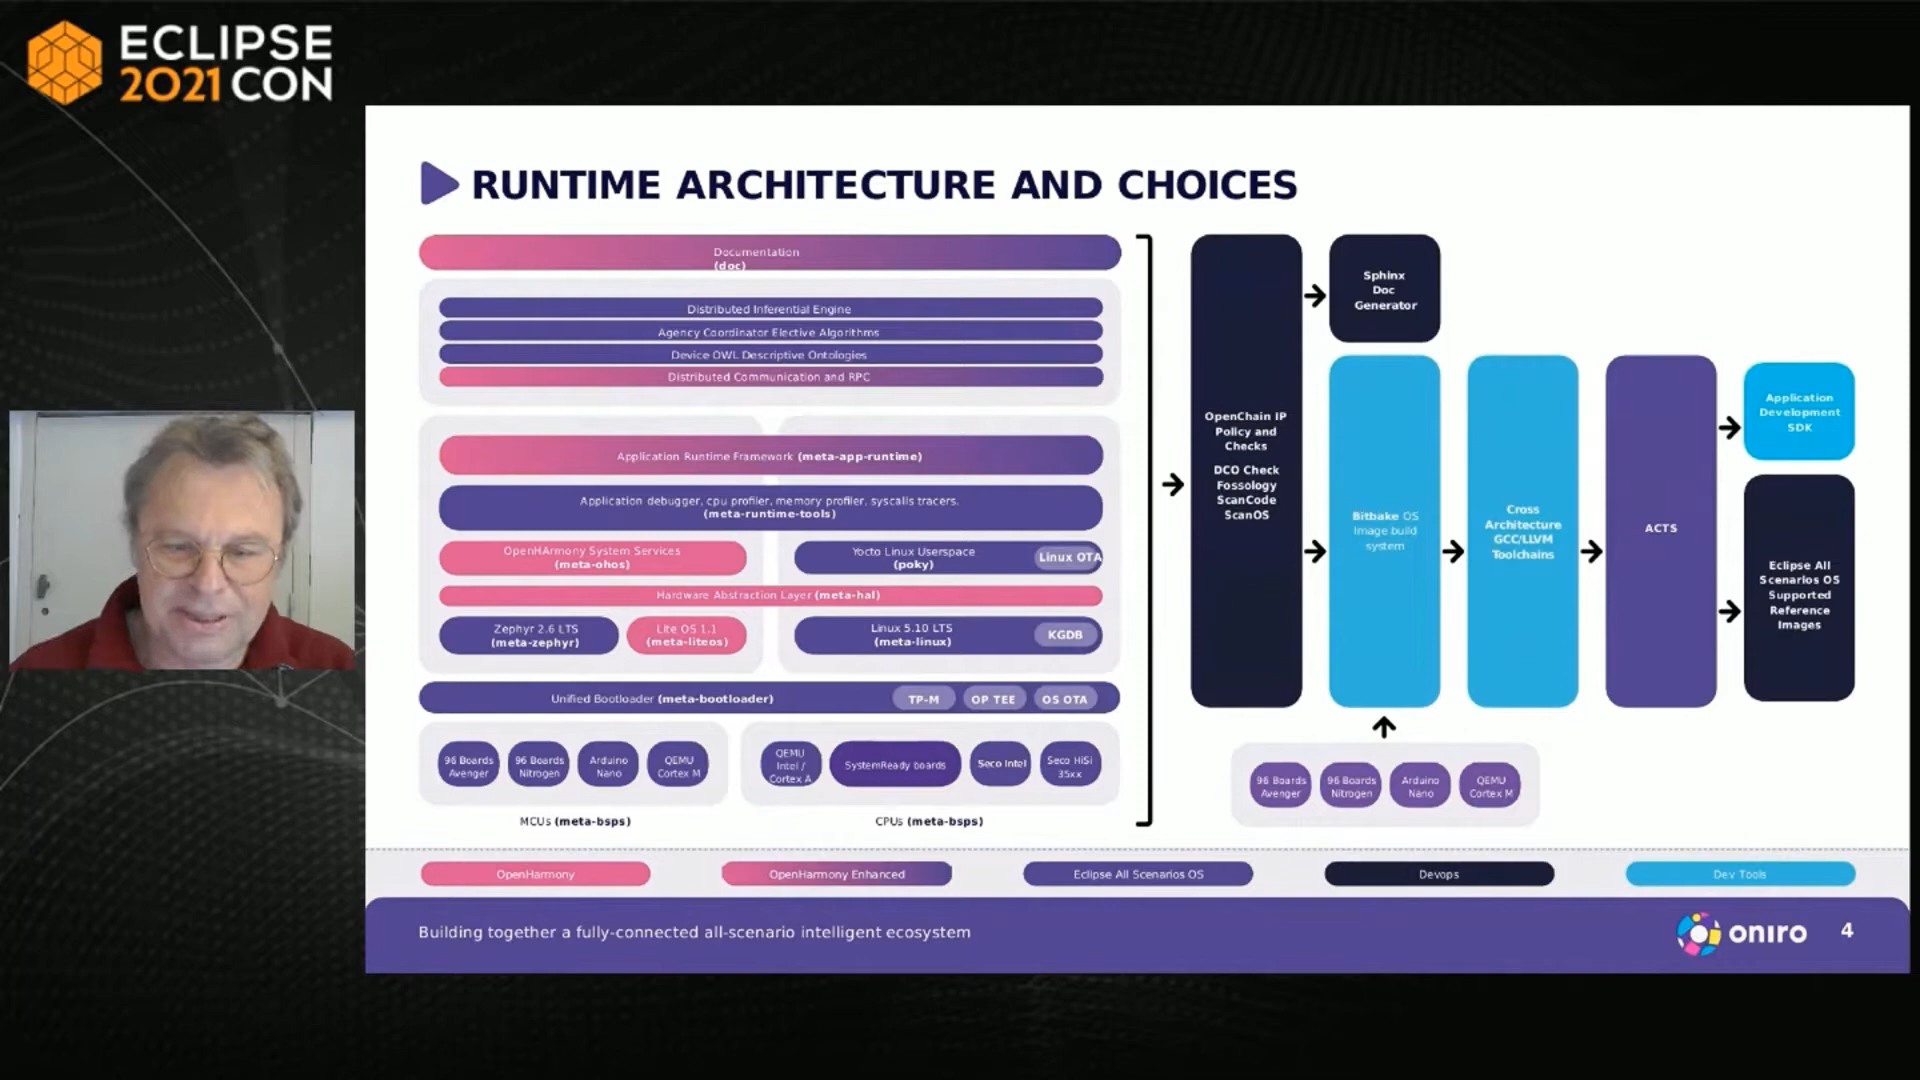 ECLIPSE
2021 CON
RUNTIME ARCHITECTURE AND CHOICES
Documentation
(doc)
Distributed Inferential Engine
Agency Coordinator Elective Algorithms
Device OWL Descriptive Ontologies
Distributed Communication and RPC
Application Runtime Framework (meta-app-runtime)
Application debugger, cpu profiler, memory profiler, syscalls tracers.
(meta-runtime-tools)
OpenHArmony System Services
(meta-ohos)
Yocto Linux Userspace
(poky)
Linux OTA
Hardware Abstraction Layer (meta-hal)
Zephyr 2.6 LTS
(meta-zephyr)
Lite OS 1.1
(meta-liteos)
Linux 5.10 LTS
(meta-linux)
KGDB
Unified Bootloader (meta-bootloader)
TP-M
OP TEE
OS OTA
96 Boards
Avenger
96 Boards
Nitrogen
Arduino
Nano
QEMU
Cortex M
QEMU
Intel /
Cortex A
SystemReady boards
Seco Intel
Seco HiSi
35xx
MCUs (meta-bsps)
CPUs (meta-bsps)
OpenChain IP
Policy and
Checks
DCO Check
Fossology
ScanCode
ScanOS
Sphinx
Doc
Generator
Bitbake OS
Image build
system
Cross
Architecture
GCC/LLVM
Toolchains
ACTS
Application
Development
SDK
Eclipse All
Scenarios OS
Supported
Reference
Images
96 Boards
Avenger
96 Boards
Nitrogen
Arduino
Nano
QEMU
Cortex M
OpenHarmony
OpenHarmony Enhanced
Eclipse All Scenarios OS
Devops
Dev Tools
Building together a fully-connected all-scenario intelligent ecosystem
oniro
4